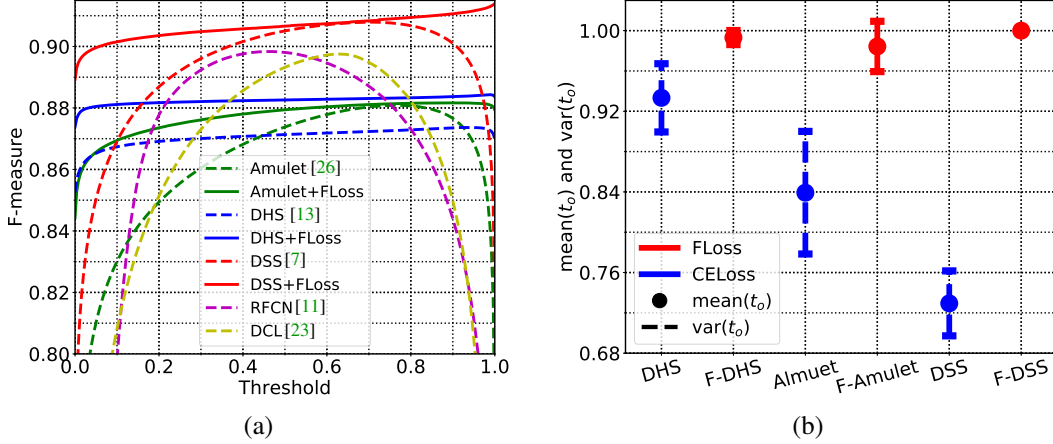 F-measure
0.90
0.88
0.86
0.84
0.82
0.80
0.0
0.2
0.4
0.6
0.8
1.0
Threshold
Amulet [26]
Amulet+FLoss
DHS [13]
DHS+FLoss
DSS[7]
DSS+FLoss
RFCN[11]
DCL[23]
(a)
mean(t_o) and var(t_o)
1.00
0.92
0.84
0.76
0.68
FLoss
CELoss
mean(t_o)
var(t_o)
DHS
F-DHS
Almuet
F-Amulet
DSS
F-DSS
(b)